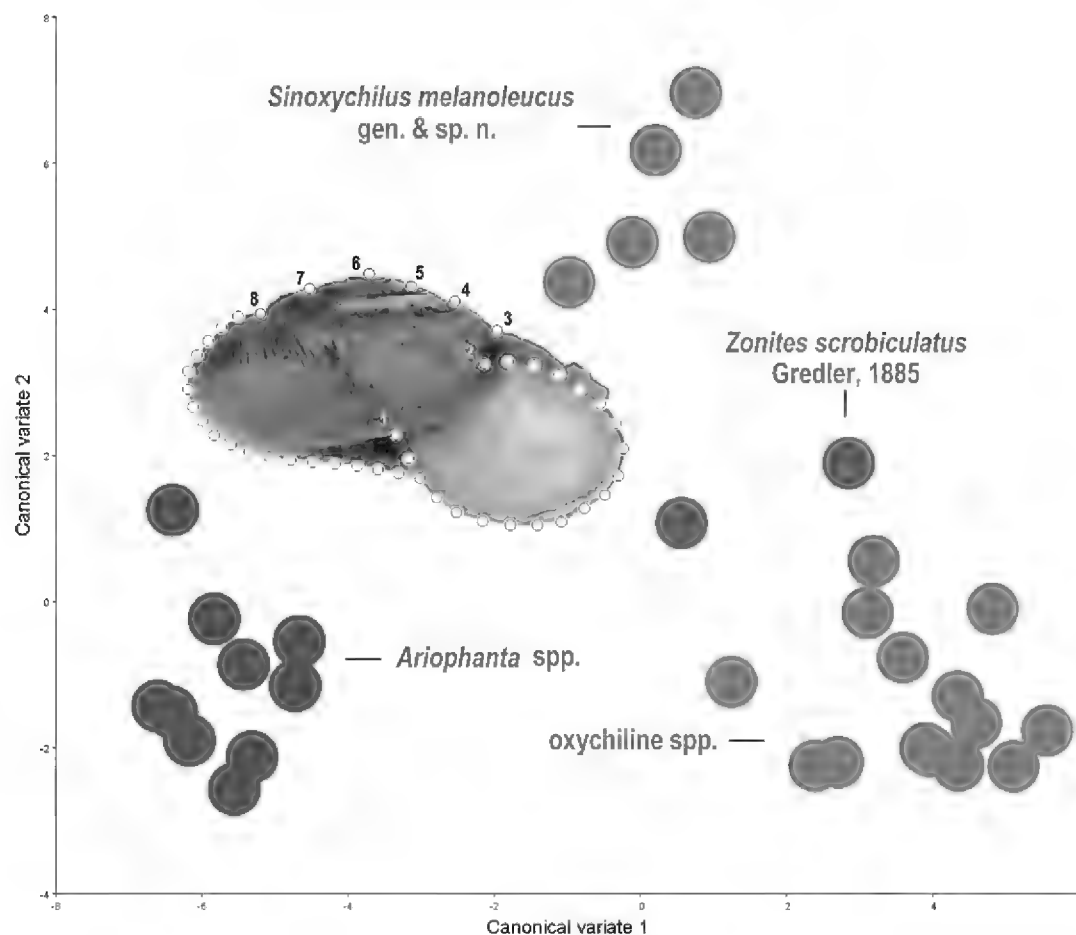 8
Sinoxychilus melanoleucus
gen. & sp. n.
6
6
7
5
8
4
3
4
Zonites scrobiculatus
Gredler, 1885
Canonical variate 2
2
0
Ariophanta spp.
oxychiline spp.
-2
-4
-8
-6
-4
-2
0
2
4
Canonical variate 1